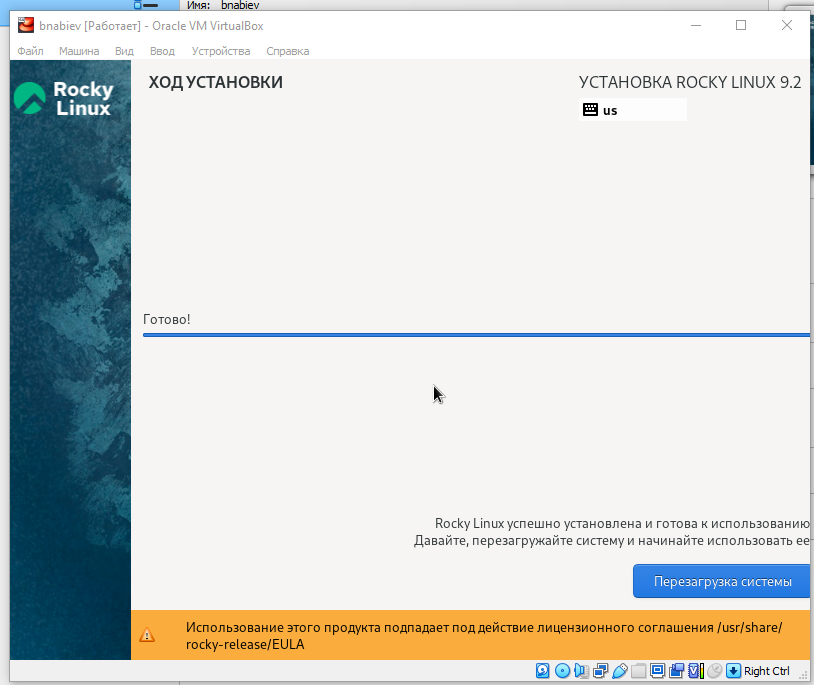 Имя: bnabiev
bnabiev [Работает] - Oracle VM VirtualBox
Файл Машина Вид Ввод Устройства Справка
Rocky
Linux
ХОД УСТАНОВКИ
УСТАНОВКА ROCKY LINUX 9.2
us
Готово!
Rocky Linux успешно установлена и готова к использованию
Давайте, перезагружайте систему и начинайте использовать ее
Перезагрузка системы
Использование этого продукта подпадает под действие лицензионного соглашения /usr/share/
rocky-release/EULA
Right Ctrl